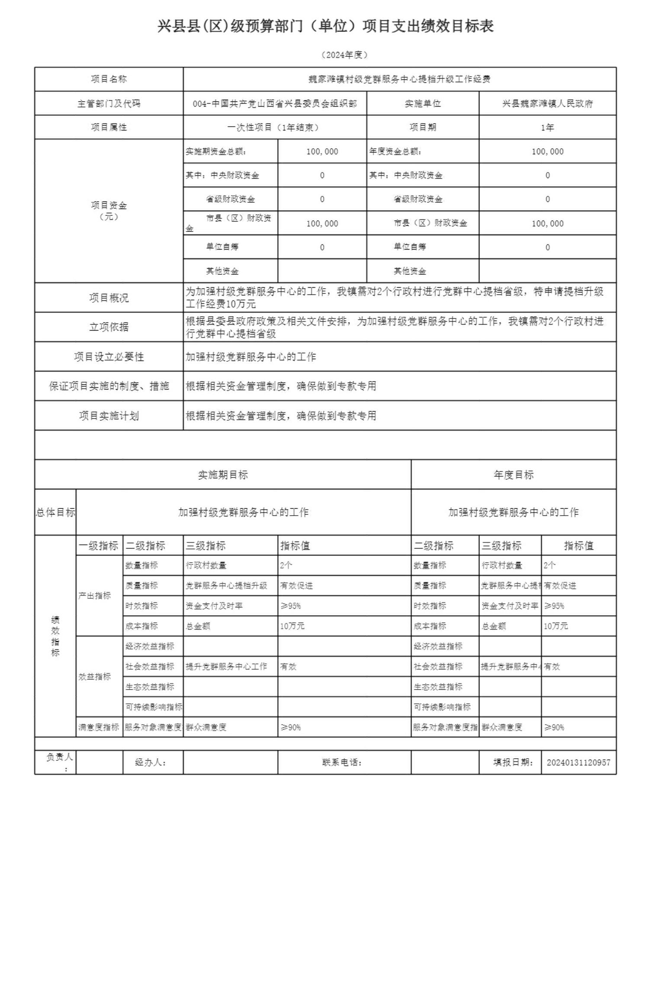 兴县县(区)级预算部门（单位）项目支出绩效目标表
（2024年度）
项目名称 魏家滩镇村级党群服务中心提档升级工作经费
主管部门及代码 004-中国共产党山西省兴县委员会组织部 实施单位 兴县魏家滩镇人民政府
项目属性 一次性项目（1年结束） 项目期 1年
项目资金
（元）
实施期资金总额： 100,000 年度资金总额： 100,000
其中：中央财政资金 0 其中：中央财政资金 0
省级财政资金 0 省级财政资金 0
市县（区）财政资
金 100,000 市县（区）财政资金 100,000
单位自筹 0 单位自筹 0
其他资金 其他资金
项目概况 为加强村级党群服务中心的工作，我镇需对2个行政村进行党群中心提档省级，特申请提档升级
工作经费10万元
立项依据 根据县委县政府政策及相关文件安排，为加强村级党群服务中心的工作，我镇需对2个行政村进
行党群中心提档省级
项目设立必要性 加强村级党群服务中心的工作
保证项目实施的制度、措施 根据相关资金管理制度，确保做到专款专用
项目实施计划 根据相关资金管理制度，确保做到专款专用
实施期目标 年度目标
总体目标 加强村级党群服务中心的工作 加强村级党群服务中心的工作
绩
效
指
标
一级指标 二级指标 三级指标 指标值 二级指标 三级指标 指标值
产出指标
数量指标 行政村数量 2个 数量指标 行政村数量 2个
质量指标 党群服务中心提档升级 有效促进 质量指标 党群服务中心提 有效促进
时效指标 资金支付及时率 ≥95% 时效指标 资金支付及时率 ≥95%
成本指标 总金额 10万元 成本指标 总金额 10万元
效益指标
经济效益指标 经济效益指标
社会效益指标 提升党群服务中心工作 有效 社会效益指标 提升党群服务中 有效
生态效益指标 生态效益指标
可持续影响指标 可持续影响指标
满意度指标 服务对象满意度 群众满意度 ≥90% 服务对象满意度指 群众满意度 ≥90%
负责人
： 经办人： 联系电话： 填报日期： 20240131120957